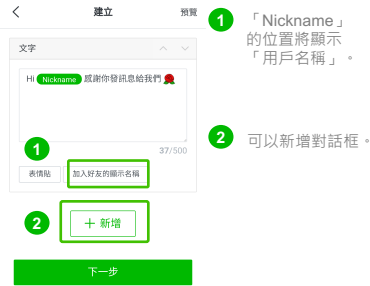 建立
預覽
文字
Hi Nickname 感謝你發訊息給我們
37/500
1
表情貼
加入好友的顯示名稱
2
＋ 新增
下一步
1 「Nickname」
的位置將顯示
「用戶名稱」。
2 可以新增對話框。